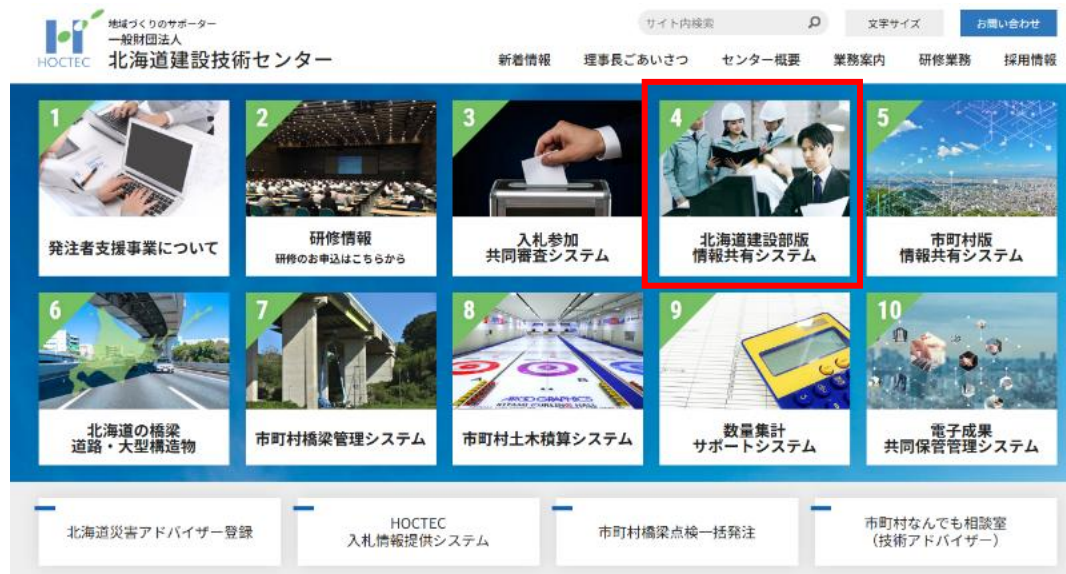 地域づくりのサポーター
一般財団法人
HOCTEC 北海道建設技術センター
サイト内検索
文字サイズ
お問い合わせ
新着情報 理事長ごあいさつ センター概要 業務案内 研修業務 採用情報
1
発注者支援事業について
2
研修情報
研修のお申込はこちらから
3
入札参加
共同審査システム
4
北海道建設部版
情報共有システム
5
市町村版
情報共有システム
6
北海道の橋梁
道路・大型構造物
7
市町村橋梁管理システム
8
市町村土木積算システム
9
数量集計
サポートシステム
10
電子成果
共同保管管理システム
北海道災害アドバイザー登録
HOCTEC
入札情報提供システム
市町村橋梁点検一括発注
市町村なんでも相談室
（技術アドバイザー）